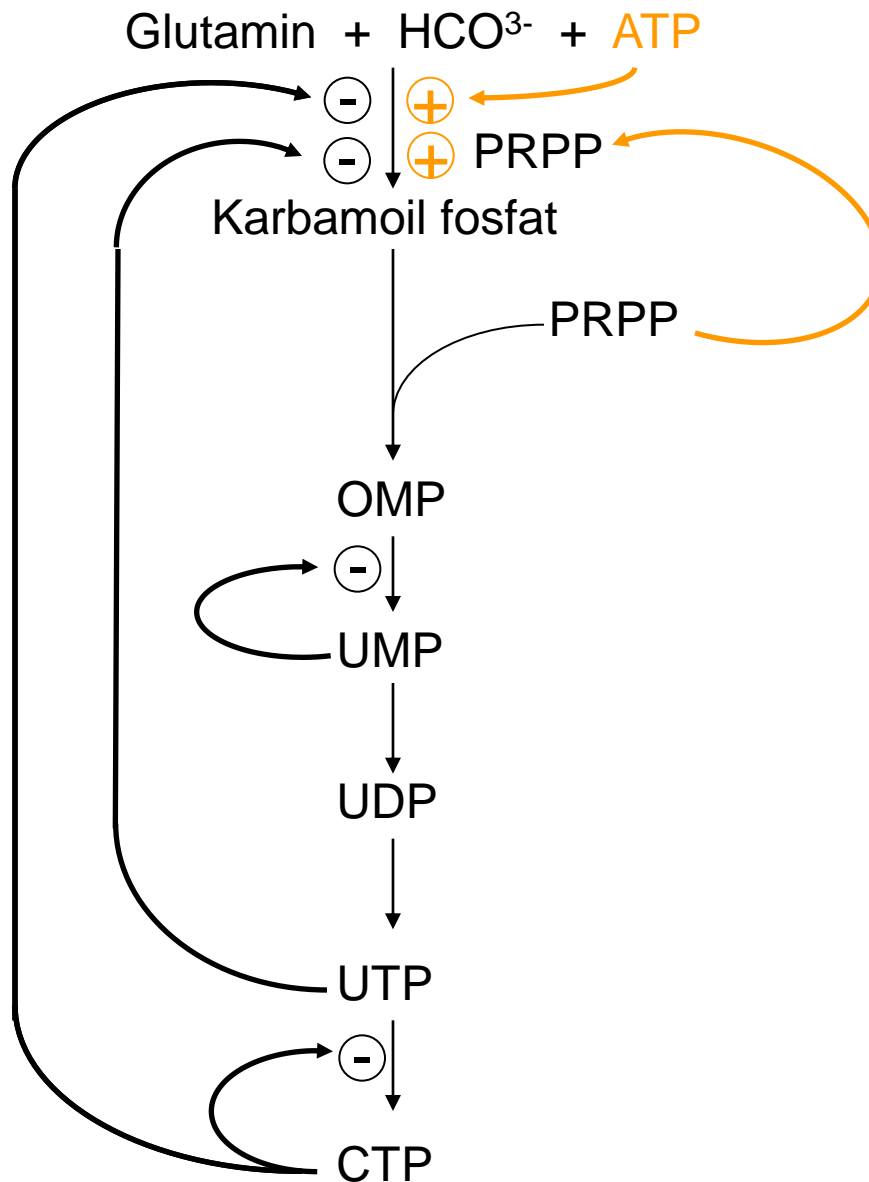 Glutamin + HCO³⁻ + ATP
- +
- + PRPP
Karbamoil fosfat
PRPP
OMP
-
UMP
UDP
UTP
-
CTP